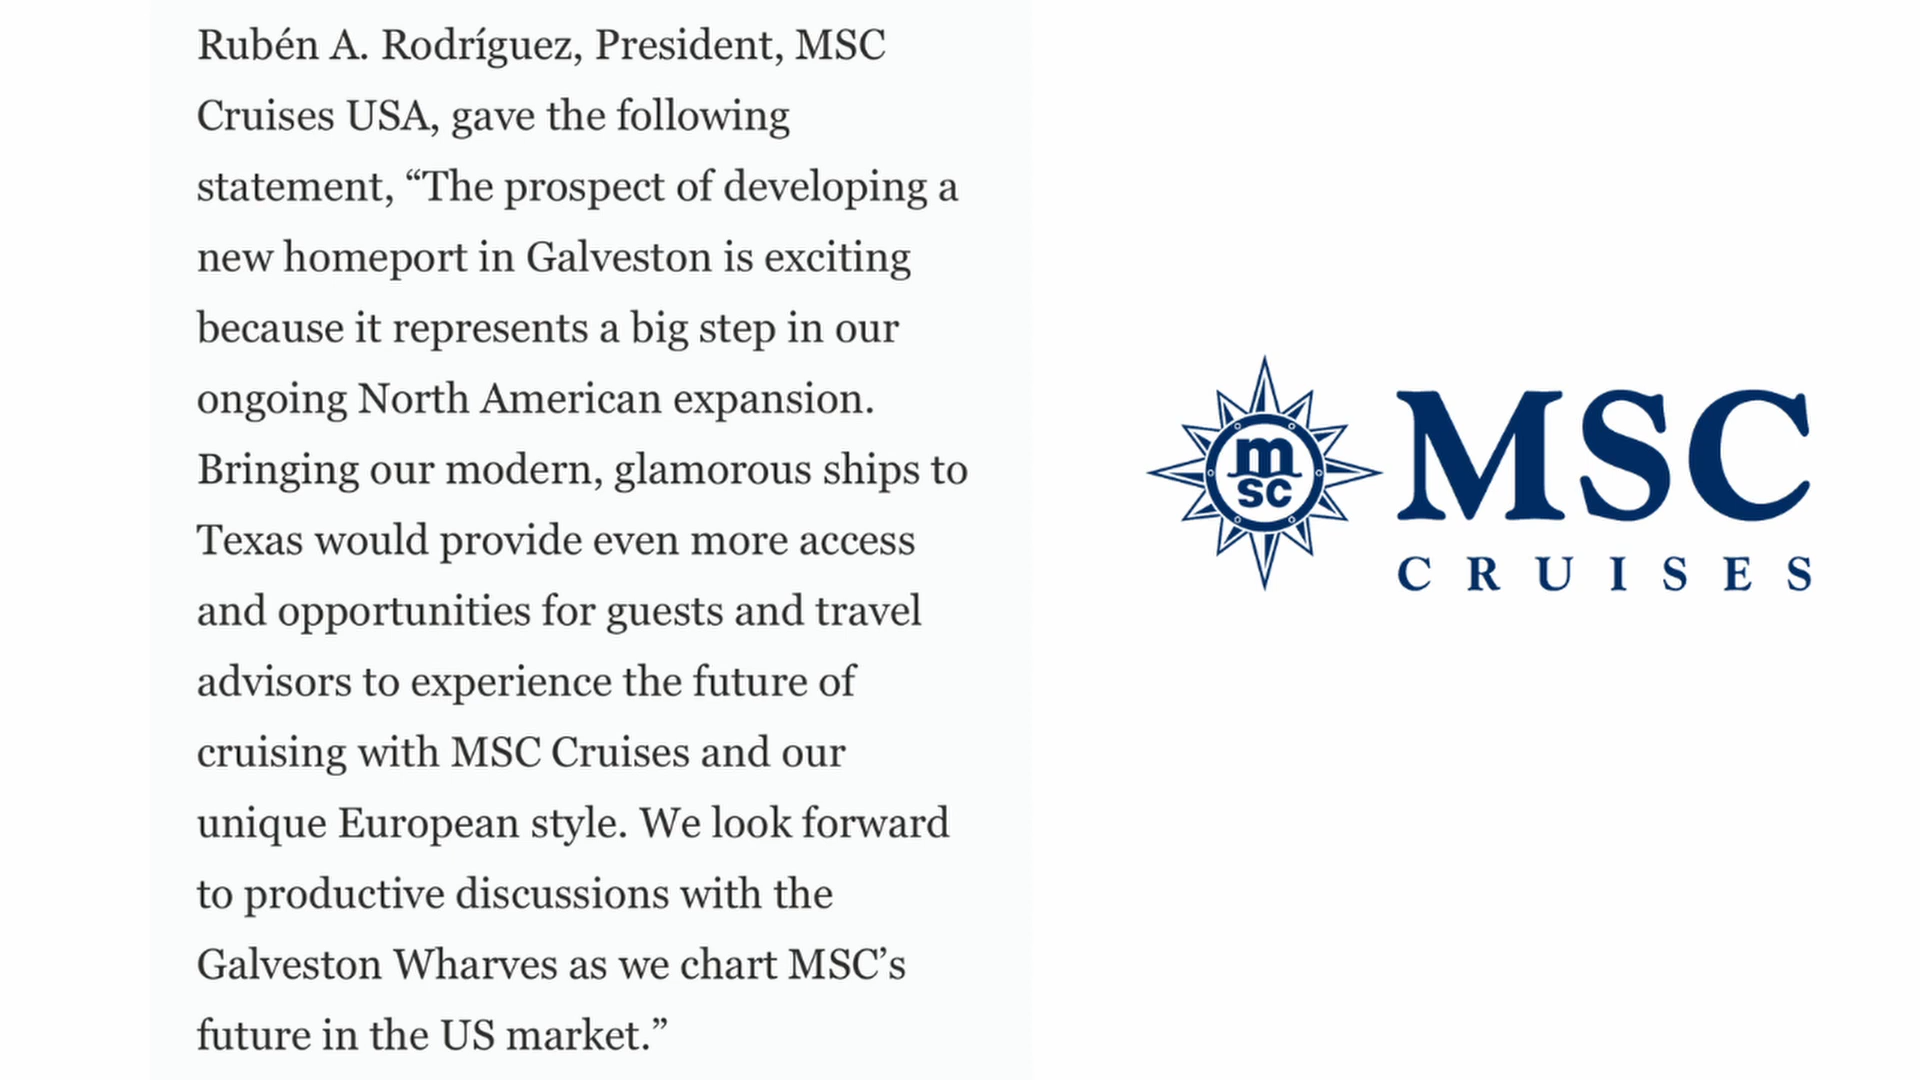 Rubén A. Rodríguez, President, MSC
Cruises USA, gave the following
statement, “The prospect of developing a
new homeport in Galveston is exciting
because it represents a big step in our
ongoing North American expansion.
Bringing our modern, glamorous ships to
Texas would provide even more access
and opportunities for guests and travel
advisors to experience the future of
cruising with MSC Cruises and our
unique European style. We look forward
to productive discussions with the
Galveston Wharves as we chart MSC’s
future in the US market.”
m
sc
MSC
CRUISES